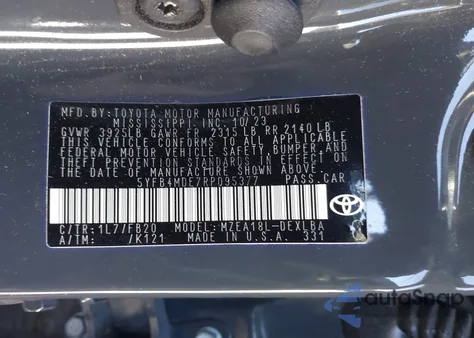 MFD. BY: TOYOTA MOTOR MANUFACTURING
MISSISSIPPI, INC. 10/23
GVWR 3925LB GAWR FR 2315 LB RR 2140 LB
THIS VEHICLE CONFORMS TO ALL APPLICABLE
FEDERAL MOTOR VEHICLE SAFETY, BUMPER, AND
THEFT PREVENTION STANDARDS IN EFFECT ON
THE DATE OF MANUFACTURE SHOWN ABOVE.
5YFB4MDE7RP095377 PASS.CAR
C/TR: 1L7/FB20 MODEL: MZEA18L-DEXLBA
A/TM: /K121 MADE IN U.S.A. 331
autoSnap